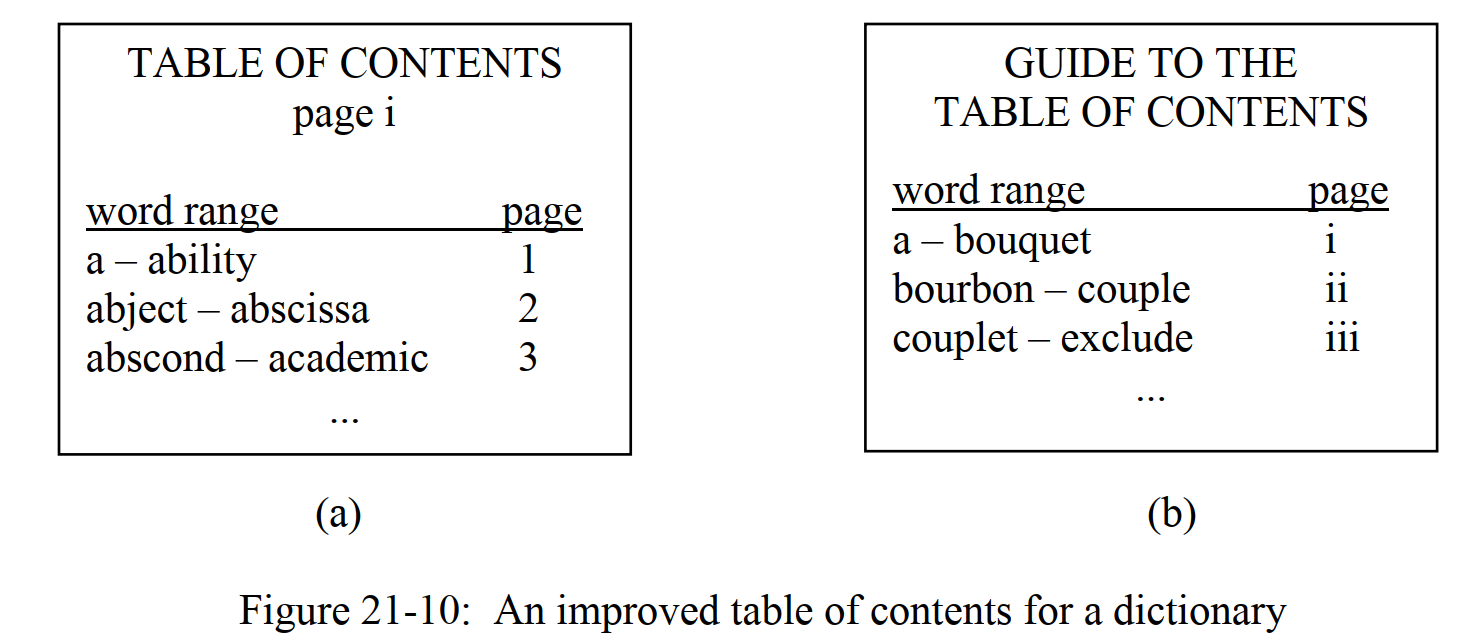 TABLE OF CONTENTS
page i
word range page
a – ability 1
abject – abscissa 2
abscond – academic 3
...
(a)
GUIDE TO THE
TABLE OF CONTENTS
word range page
a – bouquet i
bourbon – couple ii
couplet – exclude iii
...
(b)
Figure 21-10: An improved table of contents for a dictionary